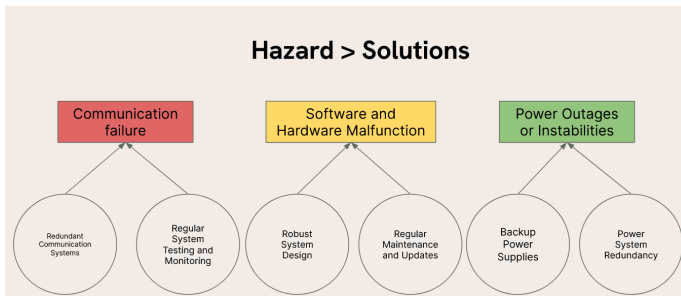 Hazard > Solutions
Communication
failure
Software and
Hardware Malfunction
Power Outages
or Instabilities
Redundant
Communication
Systems
Regular
System
Testing and
Monitoring
Robust
System
Design
Regular
Maintenance
and Updates
Backup
Power
Supplies
Power
System
Redundancy